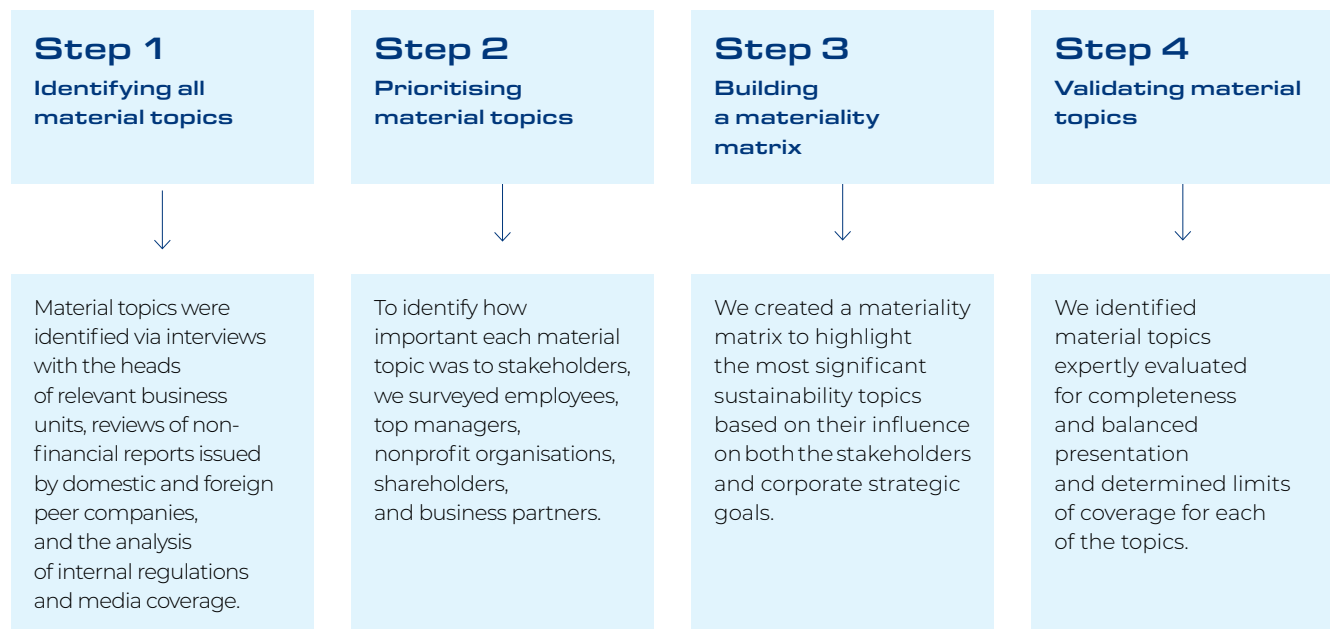 Step 1
Identifying all
material topics
Material topics were
identified via interviews
with the heads
of relevant business
units, reviews of non-
financial reports issued
by domestic and foreign
peer companies,
and the analysis
of internal regulations
and media coverage.
Step 2
Prioritising
material topics
To identify how
important each material
topic was to stakeholders,
we surveyed employees,
top managers,
nonprofit organisations,
shareholders,
and business partners.
Step 3
Building
a materiality
matrix
We created a materiality
matrix to highlight
the most significant
sustainability topics
based on their influence
on both the stakeholders
and corporate strategic
goals.
Step 4
Validating material
topics
We identified
material topics
expertly evaluated
for completeness
and balanced
presentation
and determined limits
of coverage for each
of the topics.